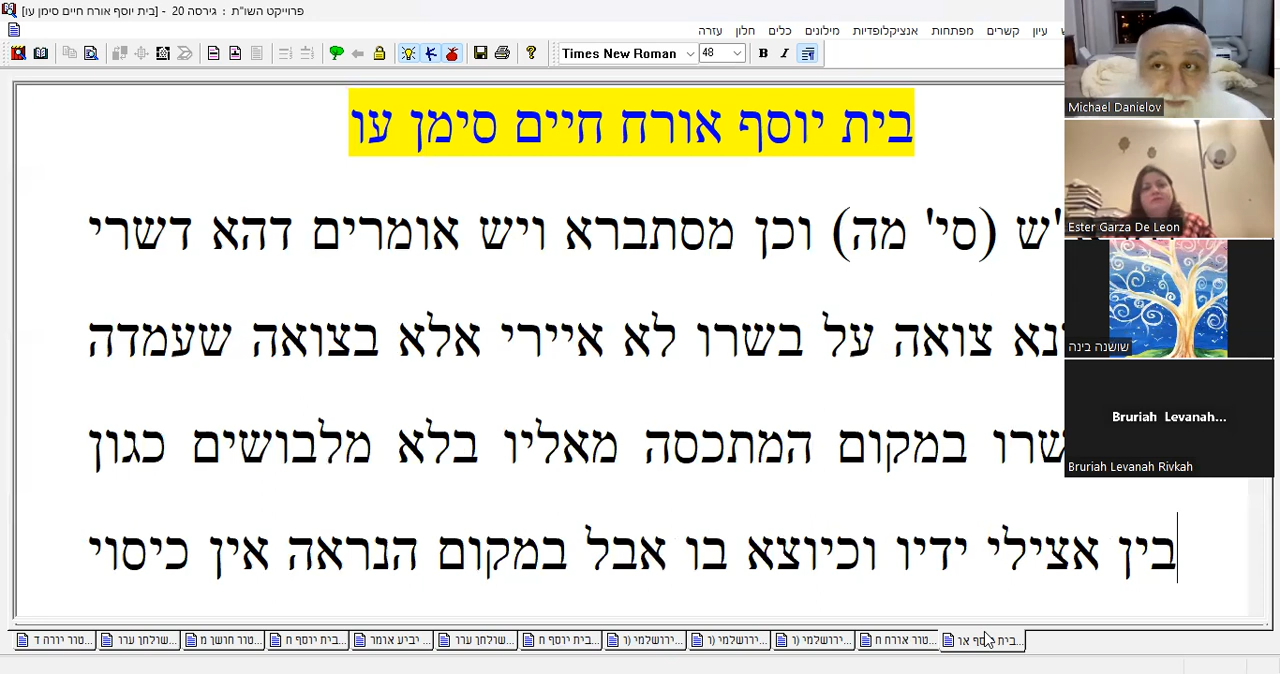 פרוייקט השו"ת : גירסה 20 - [בית יוסף אורח חיים סימן עו]
עיון קשרים מפתחות אנציקלופדיות מילונים כלים חלון עזרה
Times New Roman 48 B I
בית יוסף אורח חיים סימן עו
(סי' מה) וכן מסתברא ויש אומרים דהא דשרי
צואה על בשרו לא איירי אלא בצואה שעמדה
במקום המתכסה מאליו בלא מלבושים כגון
בין אצילי ידיו וכיוצא בו אבל במקום הנראה אין כיסוי
Michael Danielov
Ester Garza De Leon
שושנה בינה
Bruriah Levanah...
Bruriah Levanah Rivkah
...טור אורח ח ...ירושלמי (ו ...ירושלמי (ו ...ירושלמי (ו ...בית יוסף ח ...שולחן ערו ...יביע אומר ...בית יוסף ח ...טור חושן מ ...שולחן ערו ...טור יורה ד